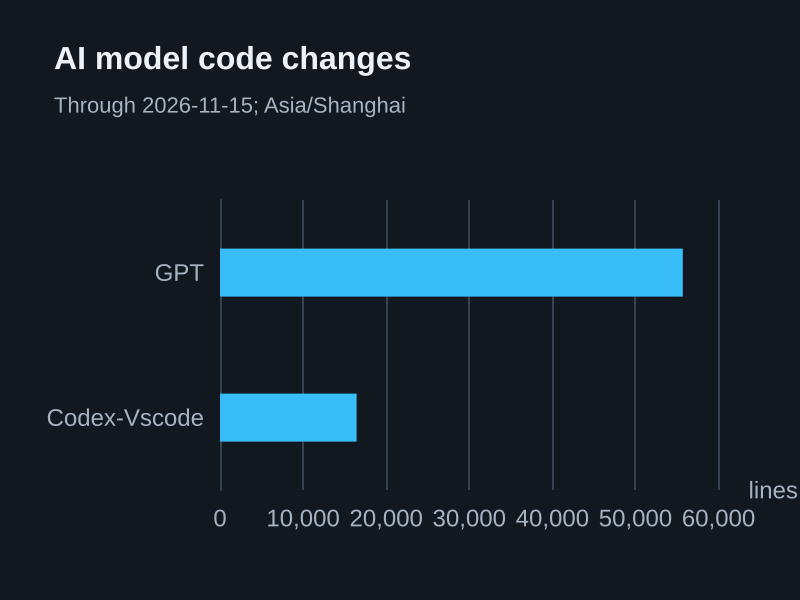 AI model code changes
Through 2026-11-15; Asia/Shanghai
GPT
Codex-Vscode
lines
0 10,000 20,000 30,000 40,000 50,000 60,000